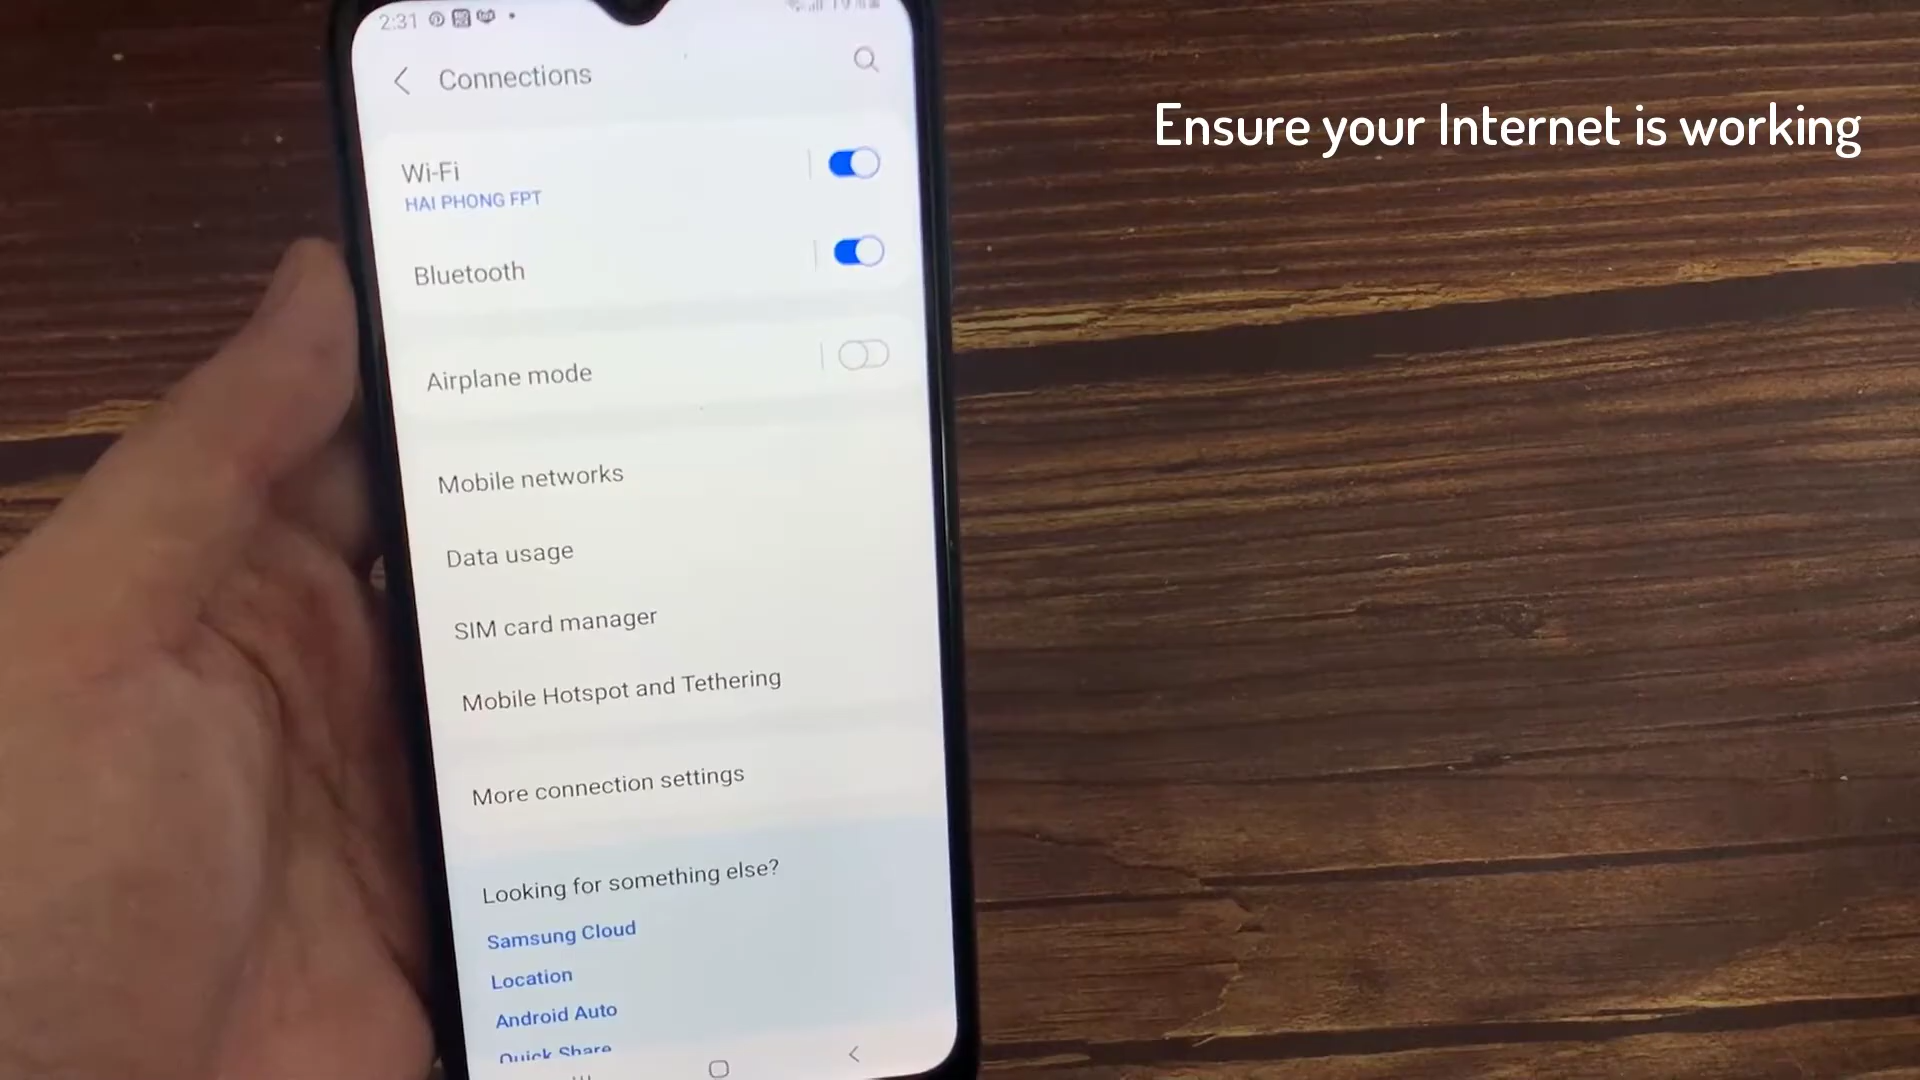 2:31
Connections
Ensure your Internet is working
Wi-Fi
HAI PHONG FPT
Bluetooth
Airplane mode
Mobile networks
Data usage
SIM card manager
Mobile Hotspot and Tethering
More connection settings
Looking for something else?
Samsung Cloud
Location
Android Auto
Quick Share